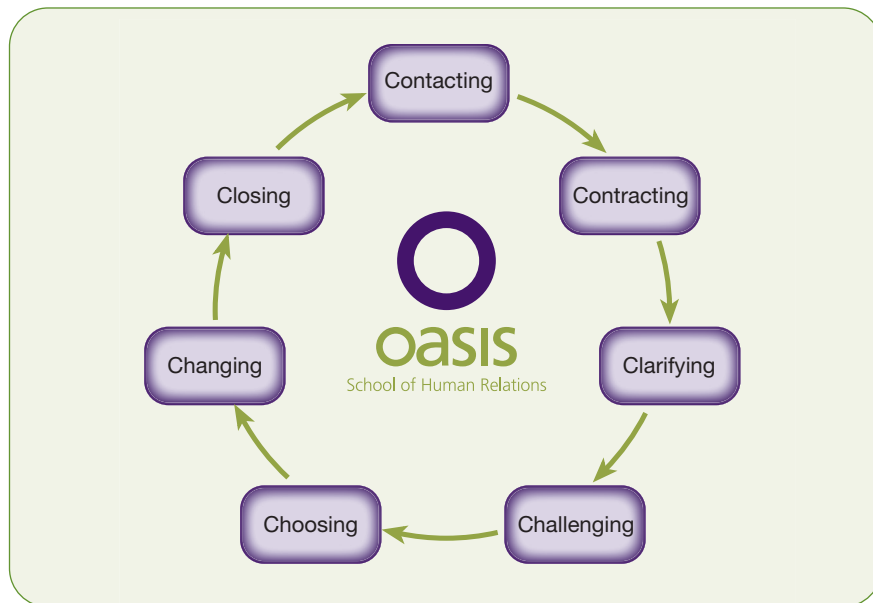 Contacting
Contracting
Clarifying
Challenging
Choosing
Changing
Closing
oasis
School of Human Relations